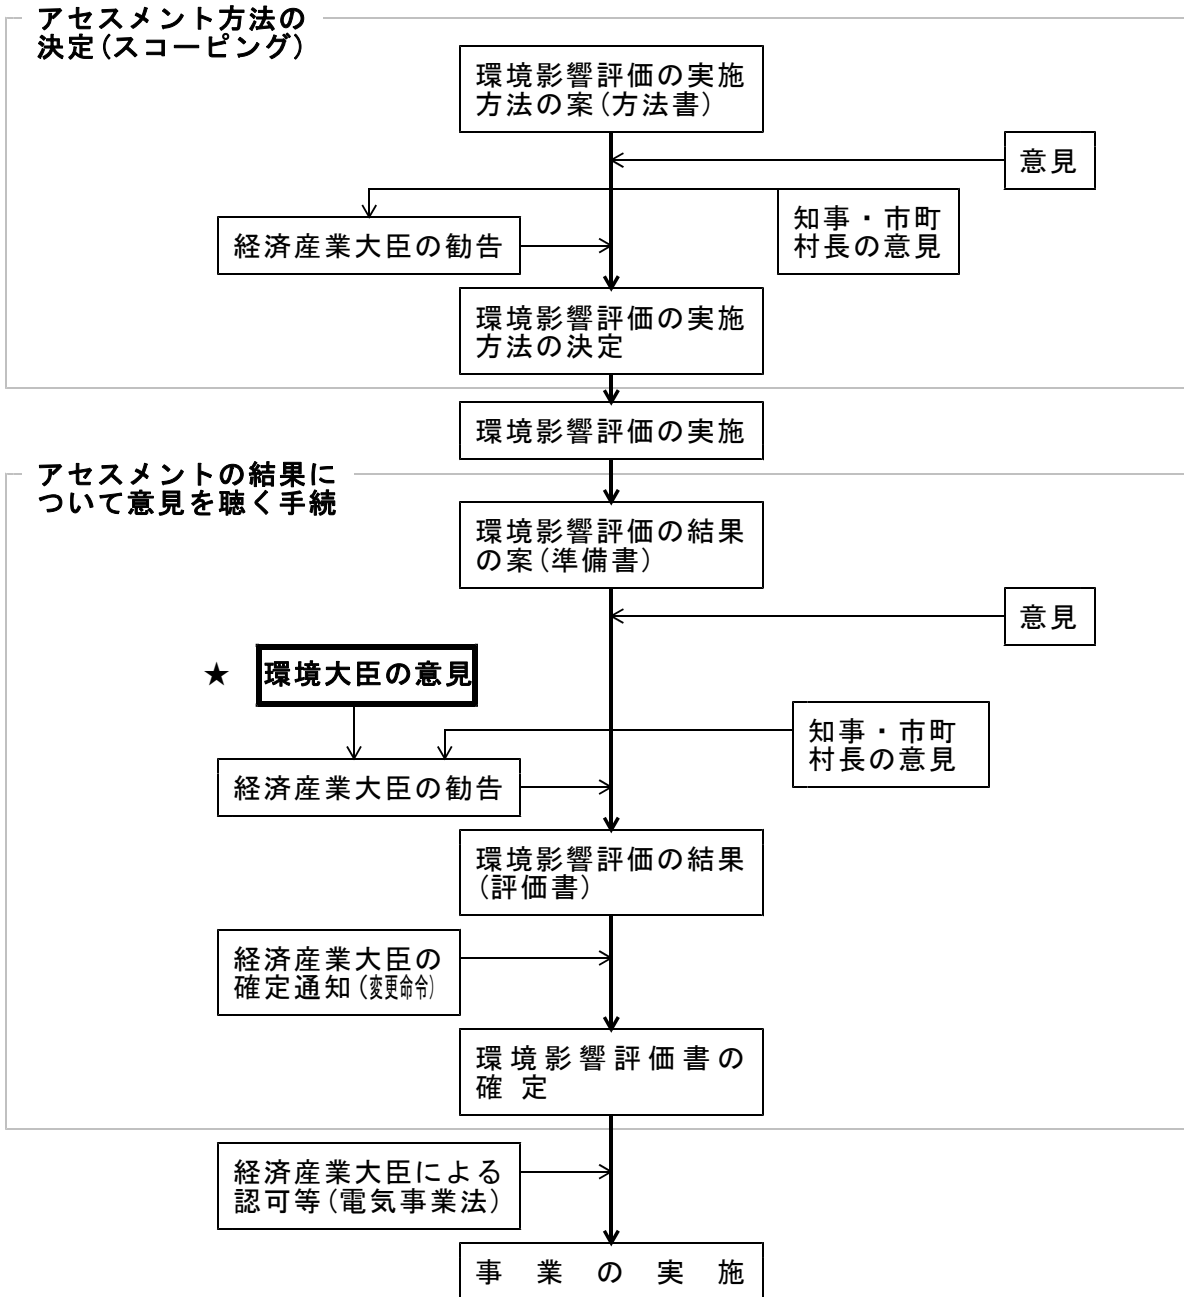 アセスメント方法の
決定(スコーピング)
環境影響評価の実施
方法の案(方法書)
意見
知事・市町
村長の意見
経済産業大臣の勧告
環境影響評価の実施
方法の決定
環境影響評価の実施
アセスメントの結果に
ついて意見を聴く手続
環境影響評価の結果
の案(準備書)
意見
★ 環境大臣の意見
知事・市町
村長の意見
経済産業大臣の勧告
環境影響評価の結果
(評価書)
経済産業大臣の
確定通知(変更命令)
環境影響評価書の
確定
経済産業大臣による
認可等(電気事業法)
事業の実施